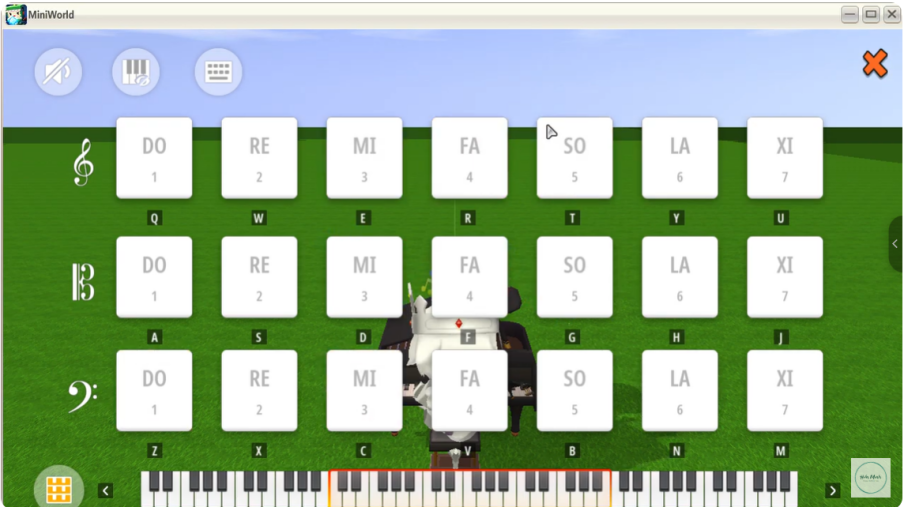 MiniWorld
DO RE MI FA SO LA XI
1 2 3 4 5 6 7
Q W E R T Y U
DO RE MI FA SO LA XI
1 2 3 4 5 6 7
A S D F G H J
DO RE MI FA SO LA XI
1 2 3 4 5 6 7
Z X C V B N M